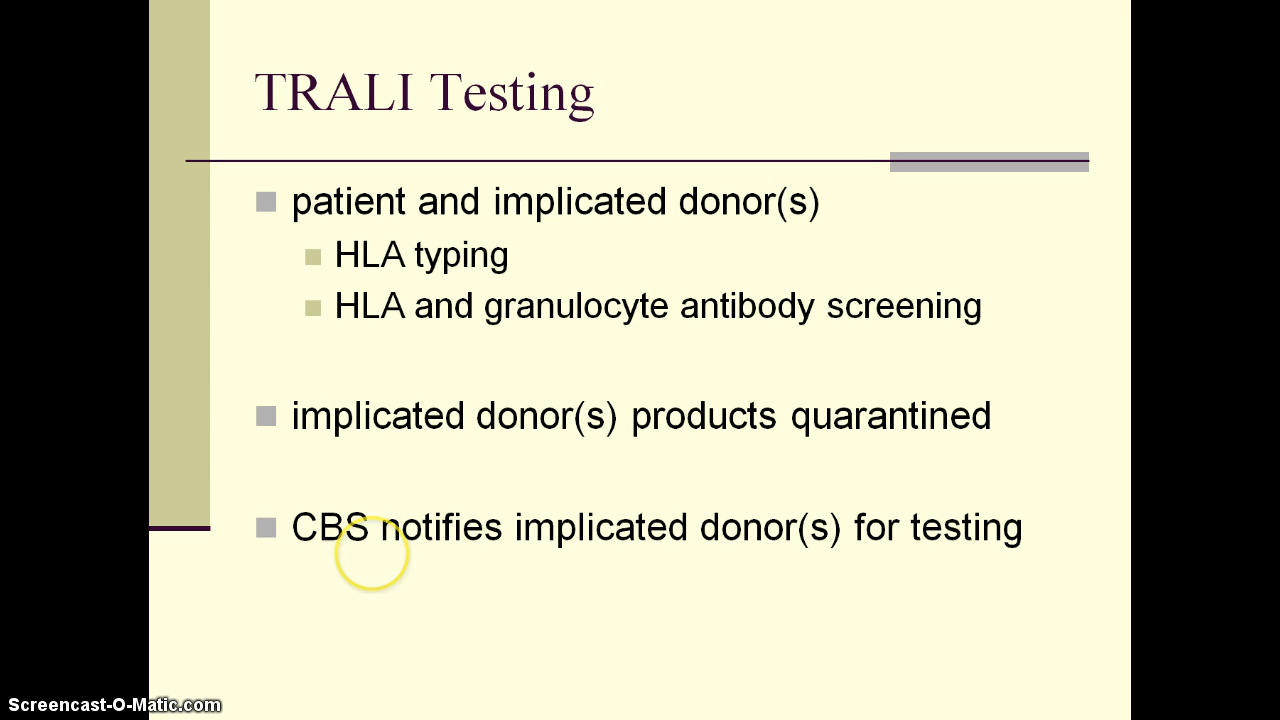 TRALI Testing
patient and implicated donor(s)
HLA typing
HLA and granulocyte antibody screening
implicated donor(s) products quarantined
CBS notifies implicated donor(s) for testing
Screencast-O-Matic.com